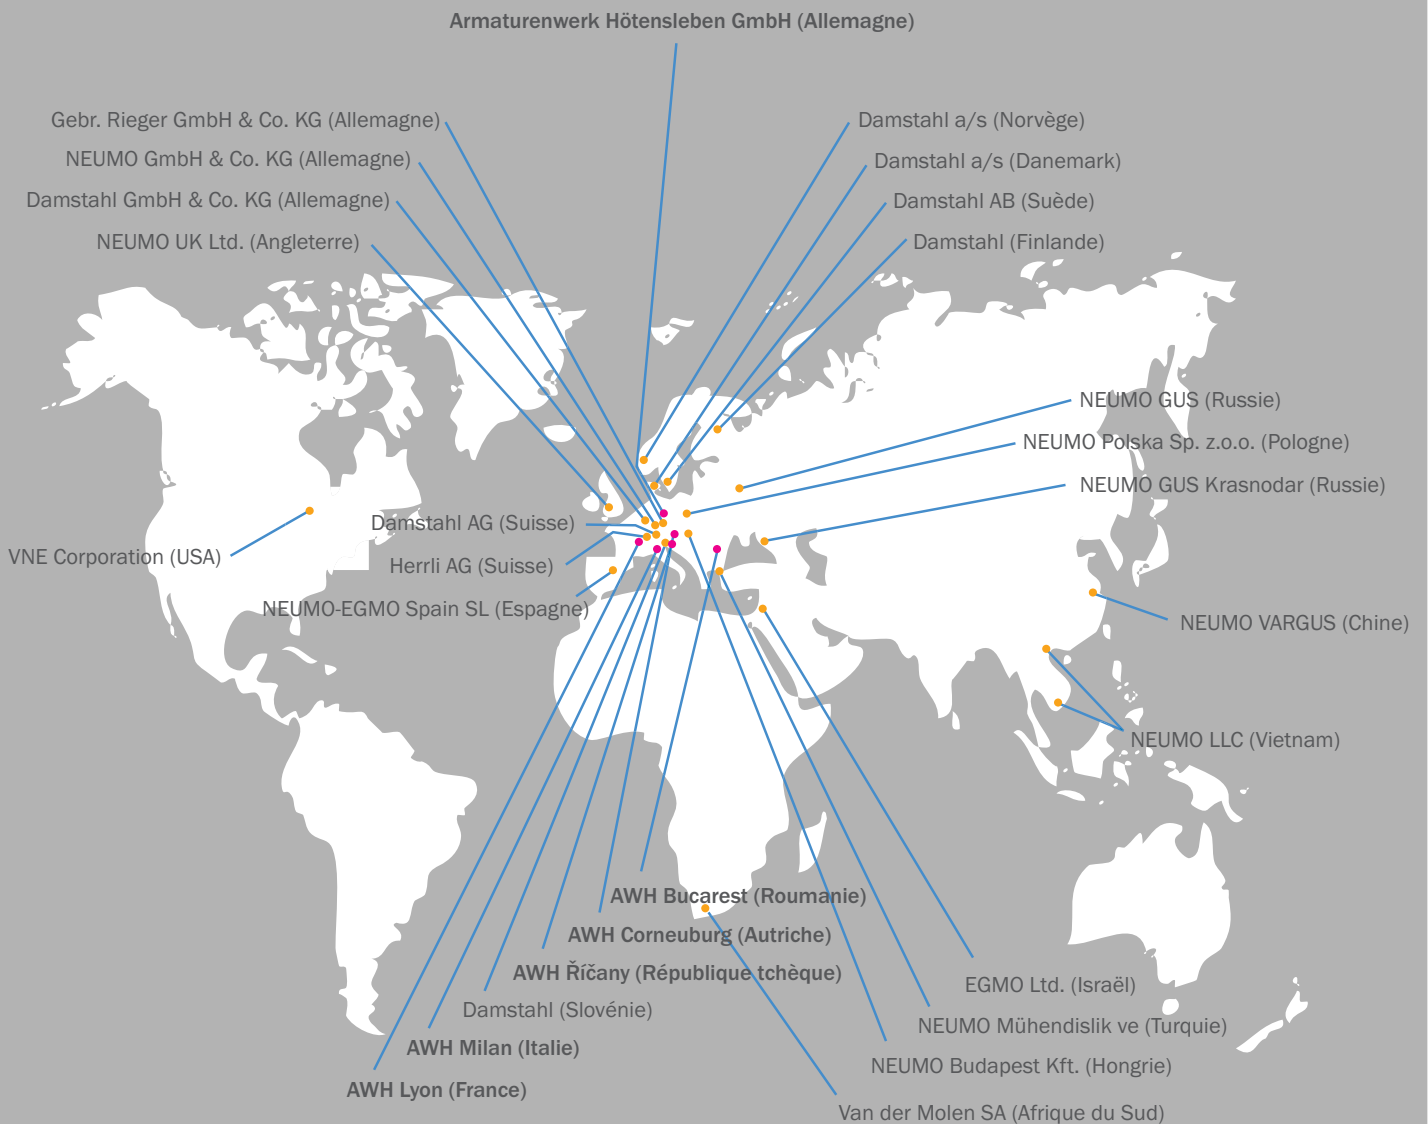 Armaturenwerk Hötensleben GmbH (Allemagne)
Gebr. Rieger GmbH & Co. KG (Allemagne)
NEUMO GmbH & Co. KG (Allemagne)
Damstahl GmbH & Co. KG (Allemagne)
NEUMO UK Ltd. (Angleterre)
Damstahl a/s (Norvège)
Damstahl a/s (Danemark)
Damstahl AB (Suède)
Damstahl (Finlande)
NEUMO GUS (Russie)
NEUMO Polska Sp. z.o.o. (Pologne)
NEUMO GUS Krasnodar (Russie)
Damstahl AG (Suisse)
VNE Corporation (USA)
Herrli AG (Suisse)
NEUMO-EGMO Spain SL (Espagne)
NEUMO VARGUS (Chine)
NEUMO LLC (Vietnam)
AWH Bucarest (Roumanie)
AWH Corneuburg (Autriche)
AWH Říčany (République tchèque)
Damstahl (Slovénie)
AWH Milan (Italie)
AWH Lyon (France)
EGMO Ltd. (Israël)
NEUMO Mühendislik ve (Turquie)
NEUMO Budapest Kft. (Hongrie)
Van der Molen SA (Afrique du Sud)